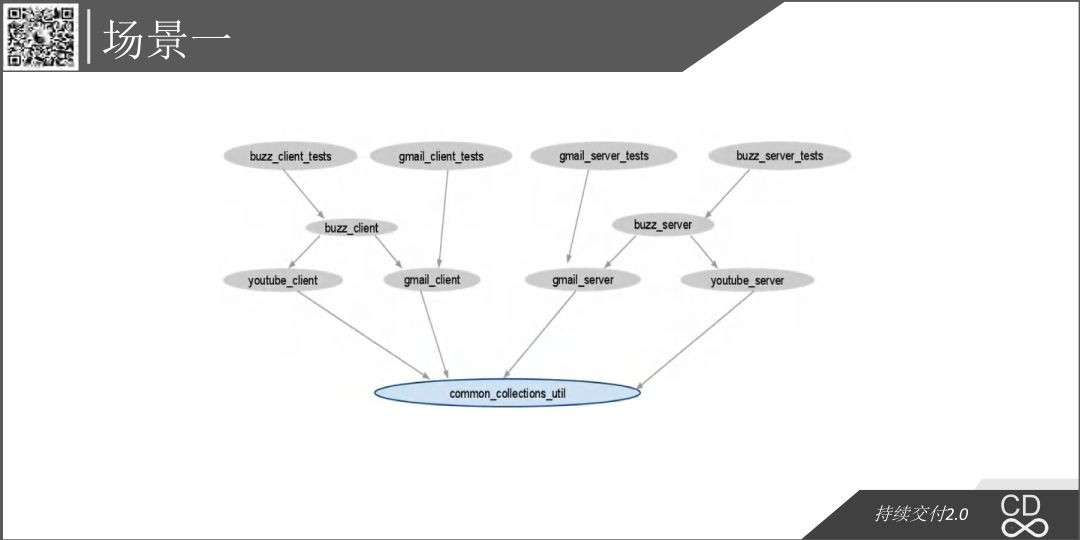 场景一
buzz_client_tests
gmail_client_tests
gmail_server_tests
buzz_server_tests
buzz_client
buzz_server
youtube_client
gmail_client
gmail_server
youtube_server
common_collections_util
持续交付2.0
CD